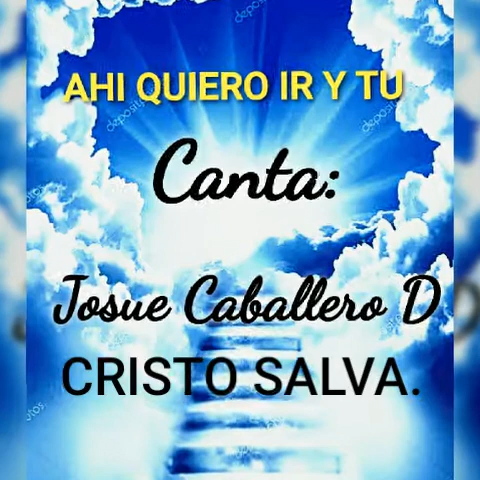 AHI QUIERO IR Y TU
Canta:
Josue Caballero D
CRISTO SALVA.